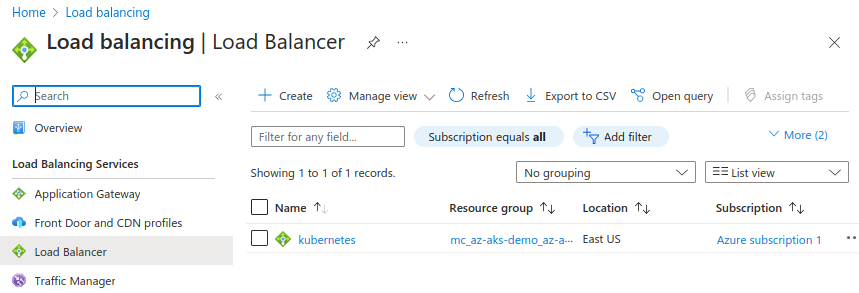 Home > Load balancing
Load balancing | Load Balancer ...
Search «
Overview
Load Balancing Services
Application Gateway
Front Door and CDN profiles
Load Balancer
Traffic Manager
+ Create Manage view Refresh Export to CSV Open query Assign tags
Filter for any field... Subscription equals all Add filter More (2)
Showing 1 to 1 of 1 records. No grouping List view
Name ↑↓ Resource group ↑↓ Location ↑↓ Subscription ↑↓
kubernetes mc_az-aks-demo_az-a... East US Azure subscription 1 ...